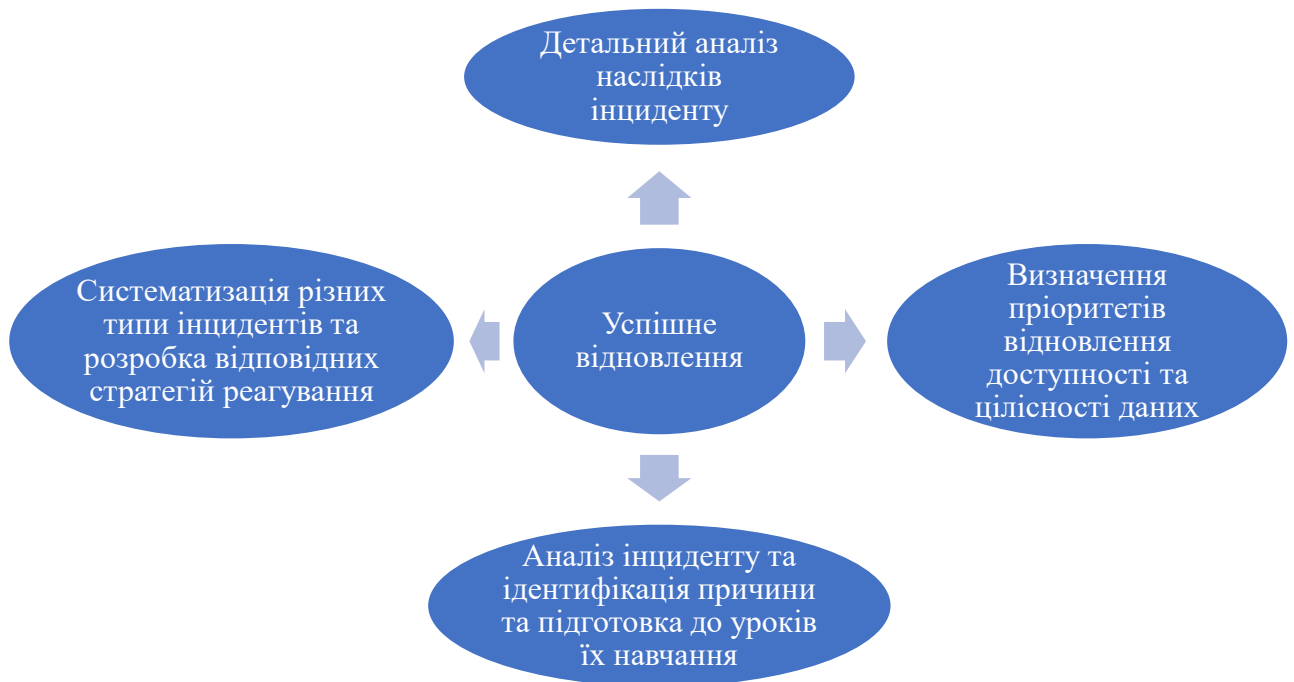 Детальний аналіз
наслідків
інциденту
Систематизація різних
типи інцидентів та
розробка відповідних
стратегій реагування
Успішне
відновлення
Визначення
пріоритетів
відновлення
доступності та
цілісності даних
Аналіз інциденту та
ідентифікація причини
та підготовка до уроків
їх навчання